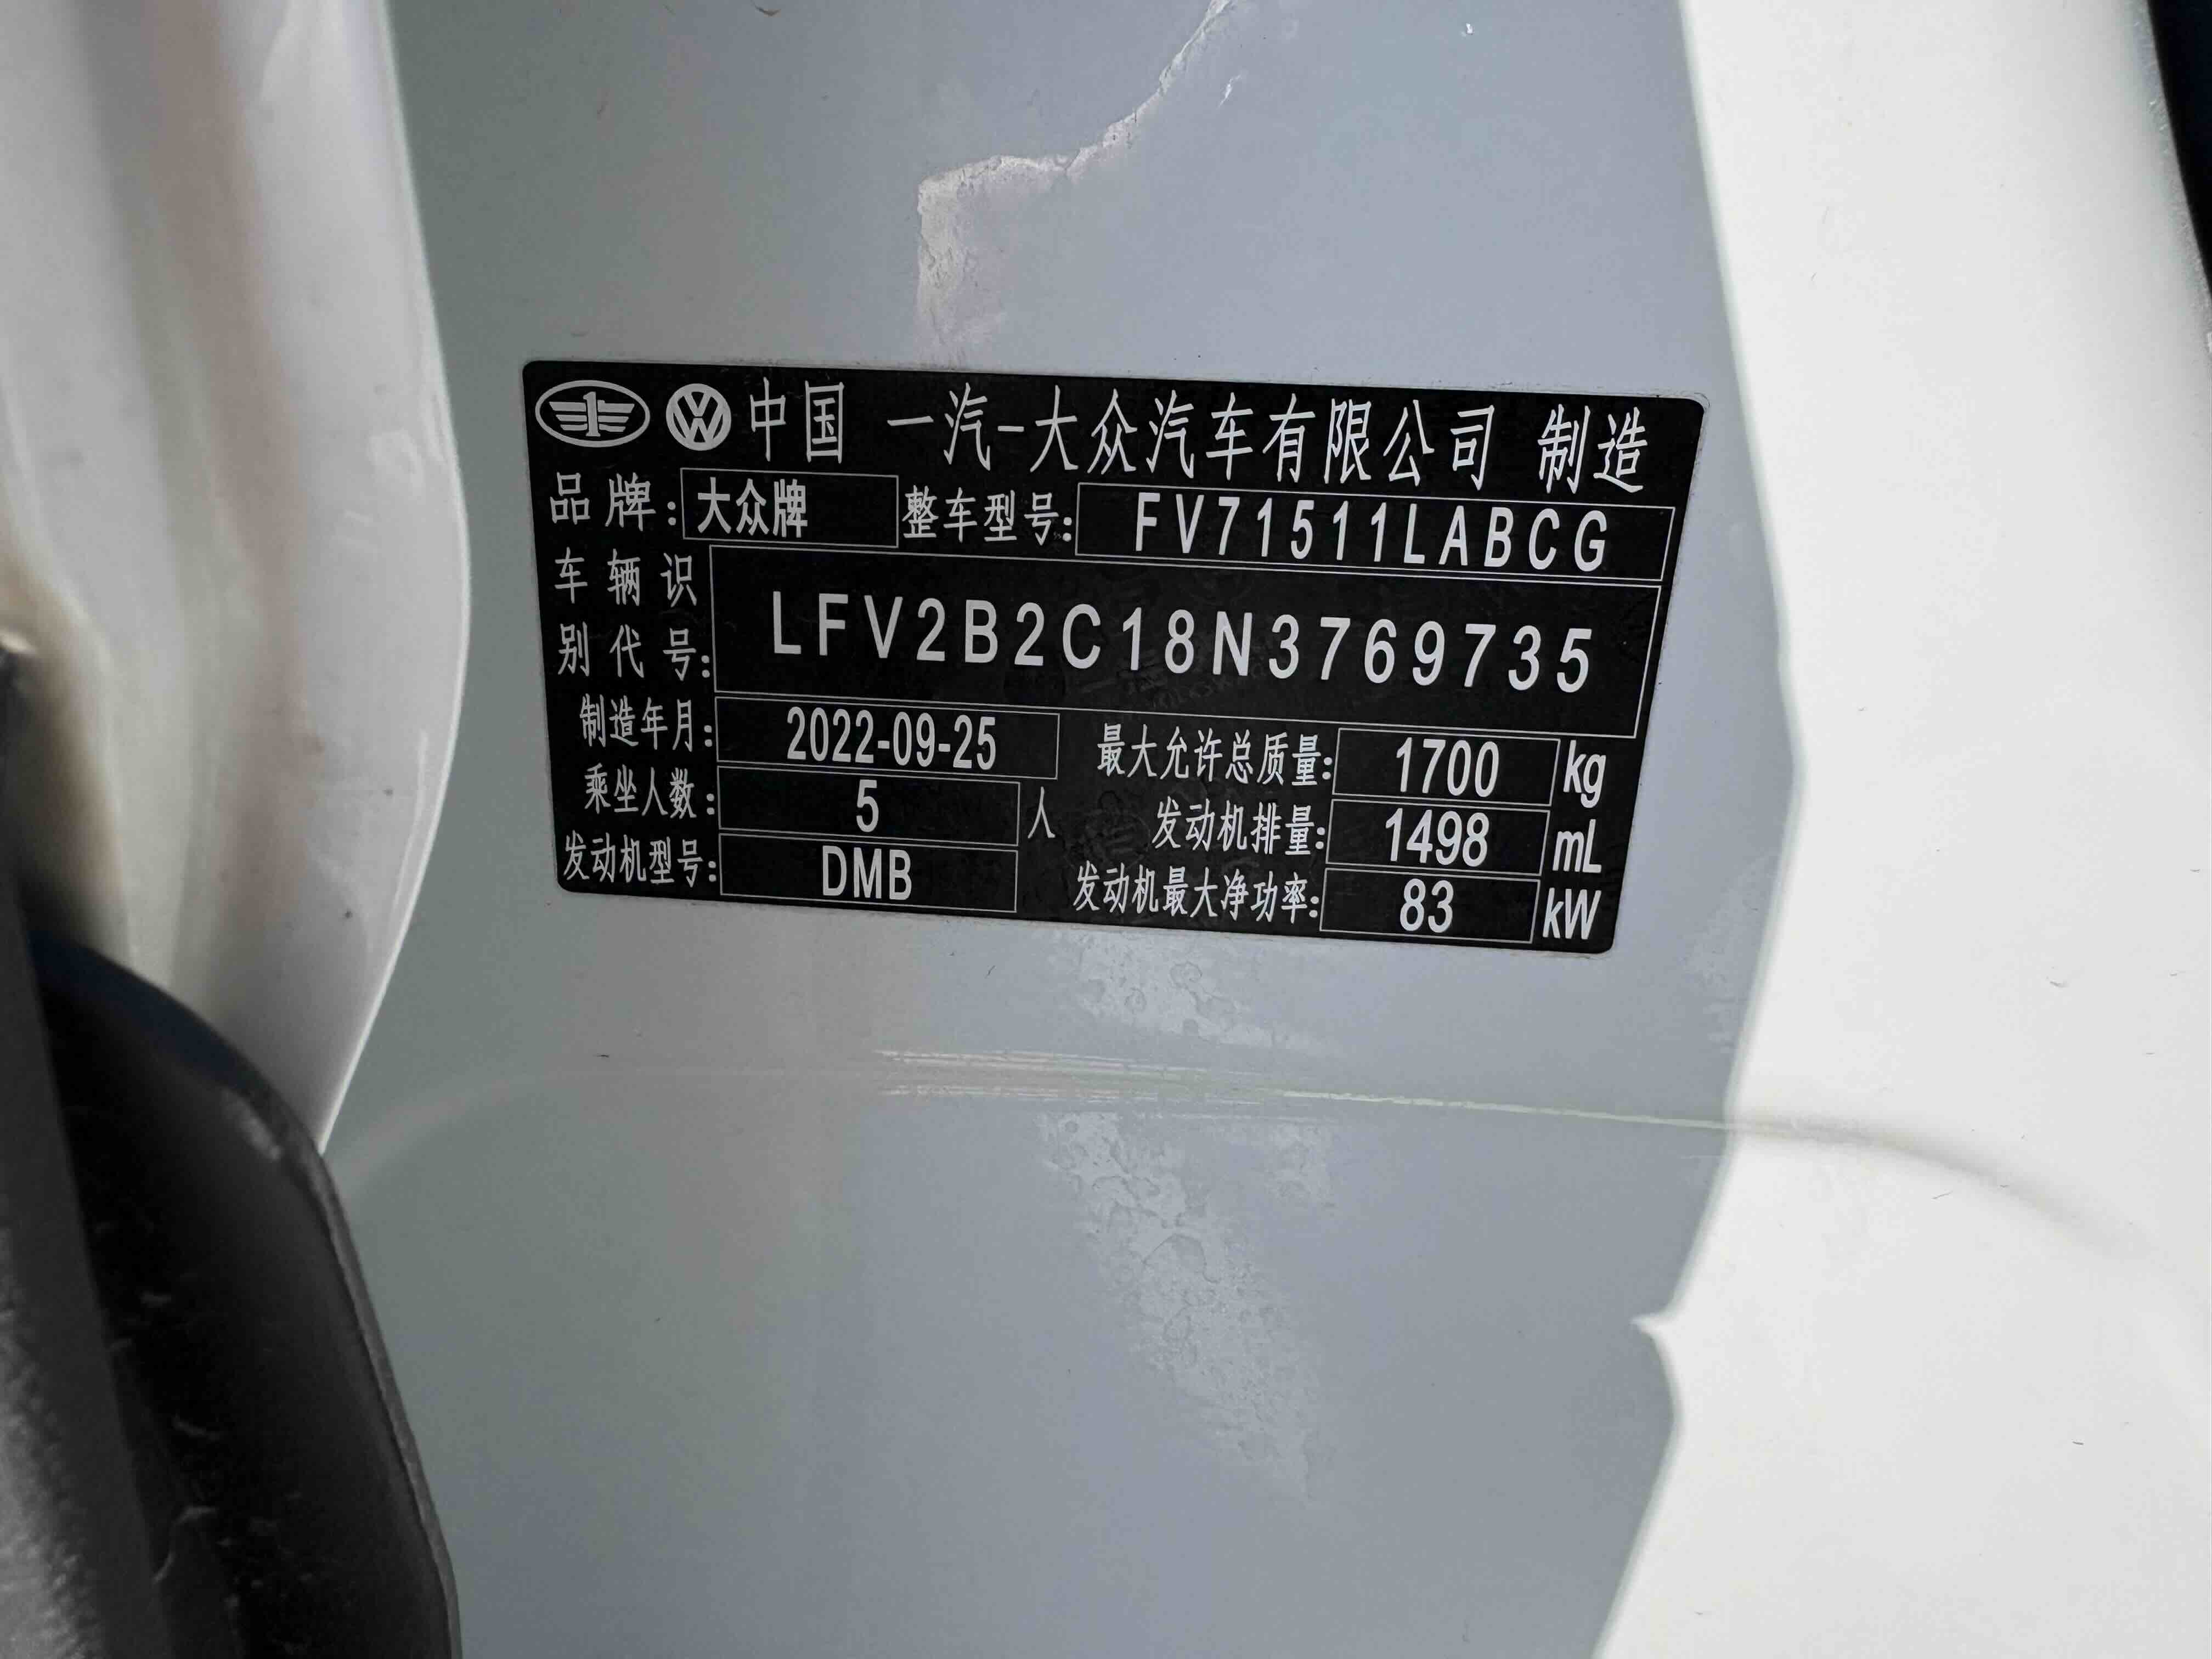 中国 一汽-大众汽车有限公司 制造
品牌: 大众牌 整车型号: FV71511LABCG
车辆识别代号: LFV2B2C18N3769735
制造年月: 2022-09-25 最大允许总质量: 1700 kg
乘坐人数: 5 人 发动机排量: 1498 mL
发动机型号: DMB 发动机最大净功率: 83 kW